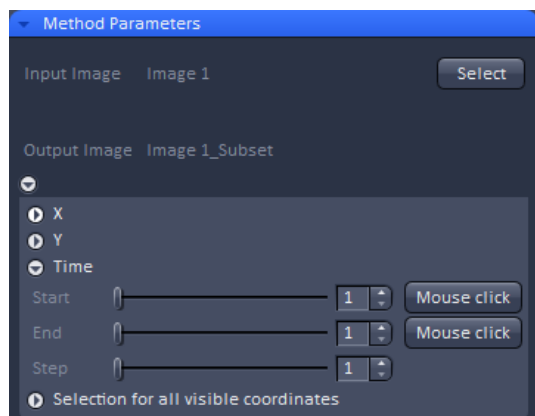 Method Parameters
Input Image Image 1 Select
Output Image Image 1_Subset
X
Y
Time
Start 1 Mouse click
End 1 Mouse click
Step 1
Selection for all visible coordinates